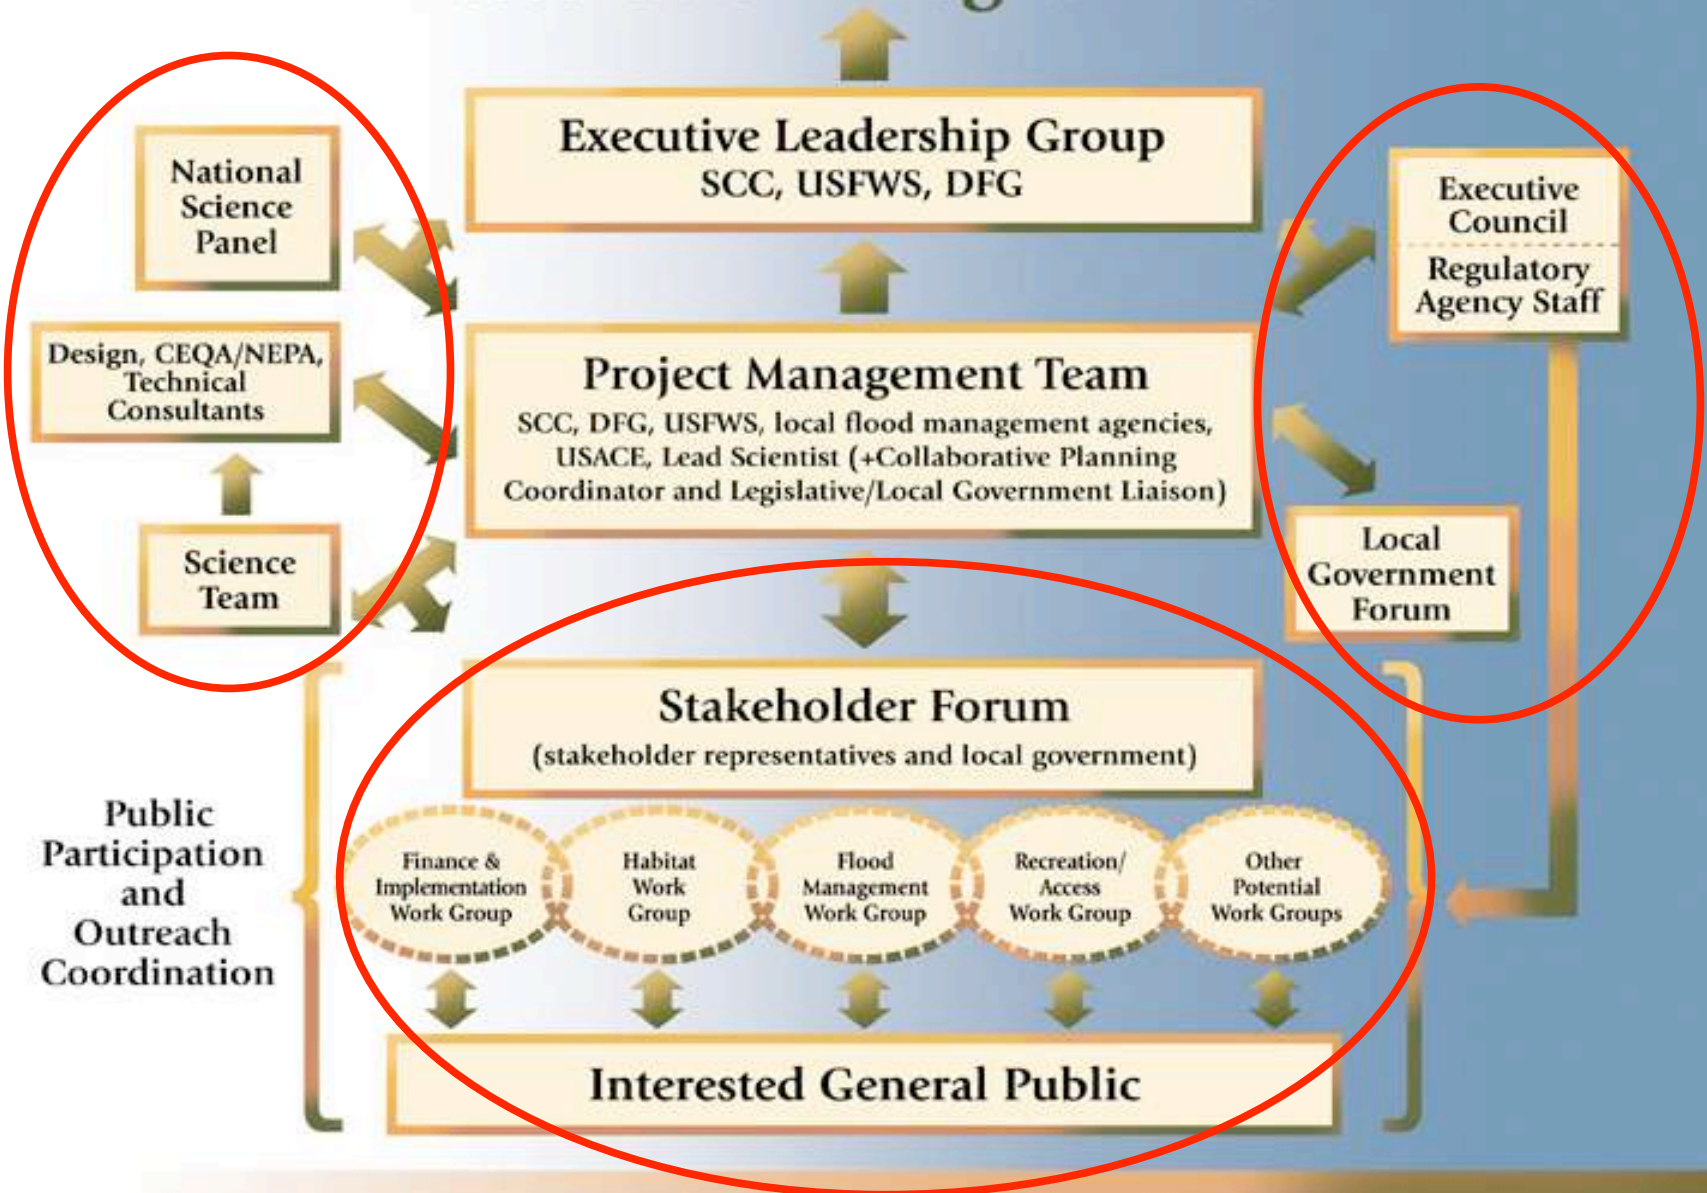 Executive Leadership Group
SCC, USFWS, DFG
National
Science
Panel
Executive
Council
Regulatory
Agency Staff
Design, CEQA/NEPA,
Technical
Consultants
Project Management Team
SCC, DFG, USFWS, local flood management agencies,
USACE, Lead Scientist (+Collaborative Planning
Coordinator and Legislative/Local Government Liaison)
Science
Team
Local
Government
Forum
Stakeholder Forum
(stakeholder representatives and local government)
Public
Participation
and
Outreach
Coordination
Finance &
Implementation
Work Group
Habitat
Work
Group
Flood
Management
Work Group
Recreation/
Access
Work Group
Other
Potential
Work Groups
Interested General Public